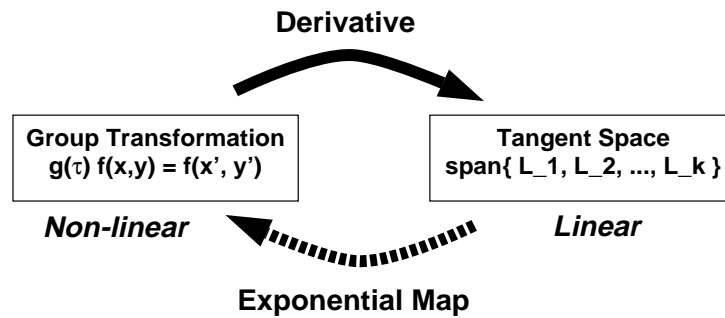 Derivative
Group Transformation
g(τ) f(x,y) = f(x’, y’)
Tangent Space
span{ L_1, L_2, ..., L_k }
Non-linear
Linear
Exponential Map